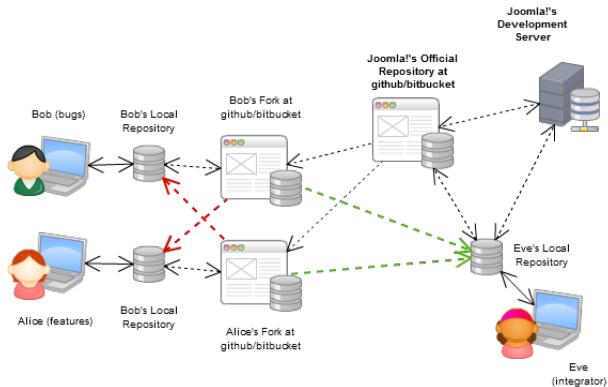 Joomla!'s
Development
Server
Joomla!'s Official
Repository at
github/bitbucket
Bob's Fork at
github/bitbucket
Bob (bugs)
Bob's Local
Repository
Eve's Local
Repository
Alice (features)
Bob's Local
Repository
Alice's Fork at
github/bitbucket
Eve
(integrator)